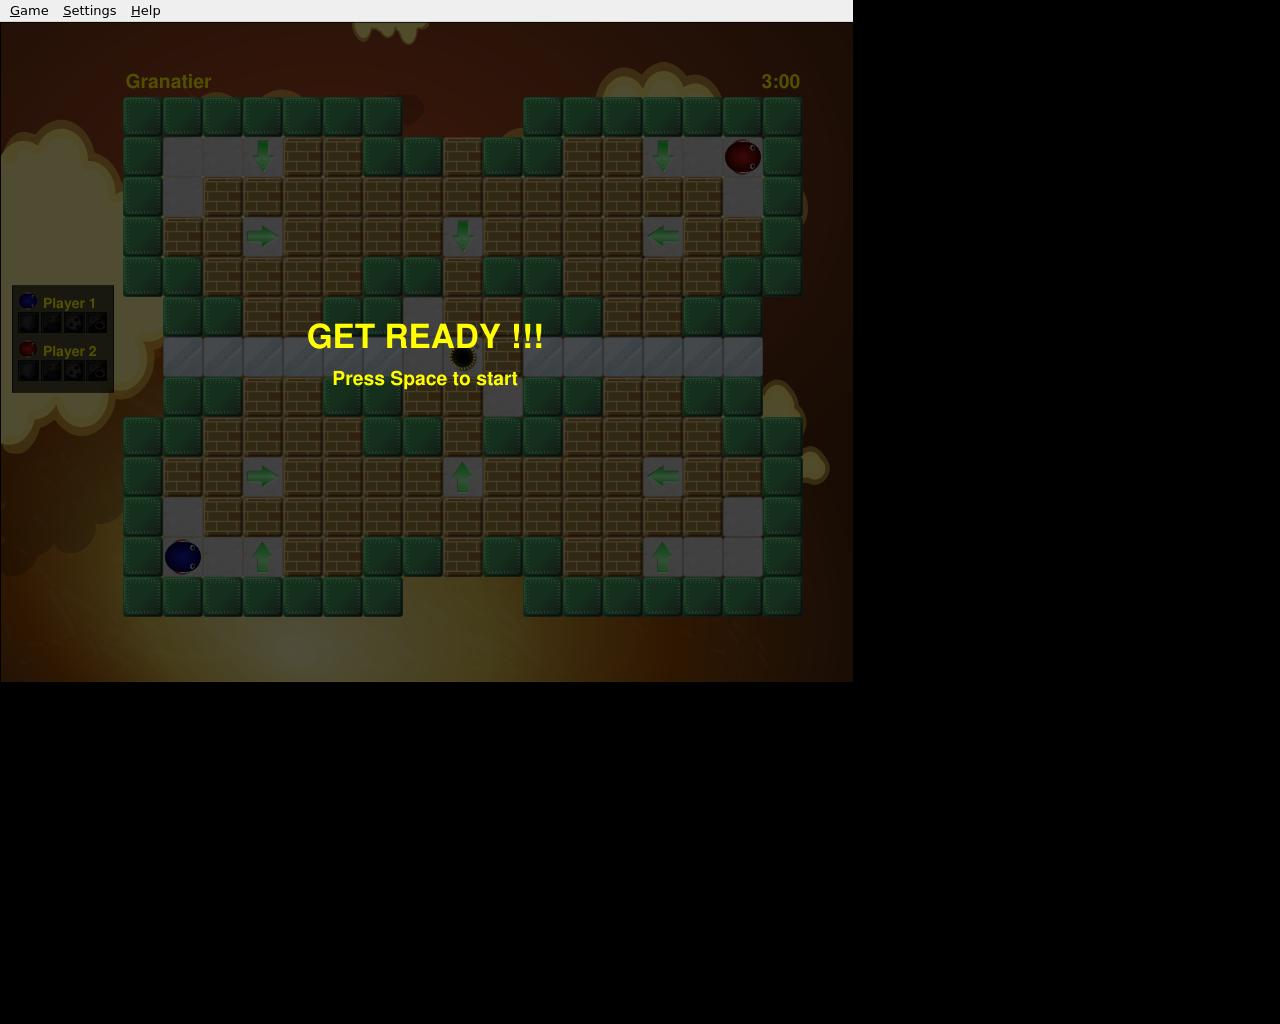 Game Settings Help
Granatier 3:00
Player 1
Player 2
GET READY !!!
Press Space to start